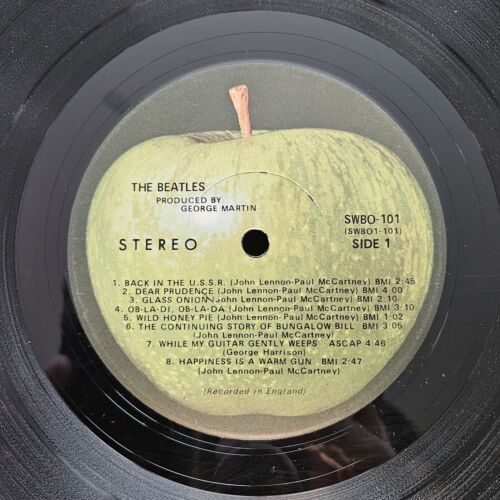 THE BEATLES
PRODUCED BY
GEORGE MARTIN
SWBO-101
(SWBO1-101)
STEREO
SIDE 1
1. BACK IN THE U.S.S.R. (John Lennon-Paul McCartney) BMI 2:45
2. DEAR PRUDENCE (John Lennon-Paul McCartney) BMI 4:00
3. GLASS ONION (John Lennon-Paul McCartney) BMI 2:10
4. OB-LA-DI, OB-LA-DA (John Lennon-Paul McCartney) BMI 3:10
5. WILD HONEY PIE (John Lennon-Paul McCartney) BMI 1:02
6. THE CONTINUING STORY OF BUNGALOW BILL BMI 3:05
(John Lennon-Paul McCartney)
7. WHILE MY GUITAR GENTLY WEEPS ASCAP 4:46
(George Harrison)
8. HAPPINESS IS A WARM GUN BMI 2:47
(John Lennon-Paul McCartney)
(Recorded in England)